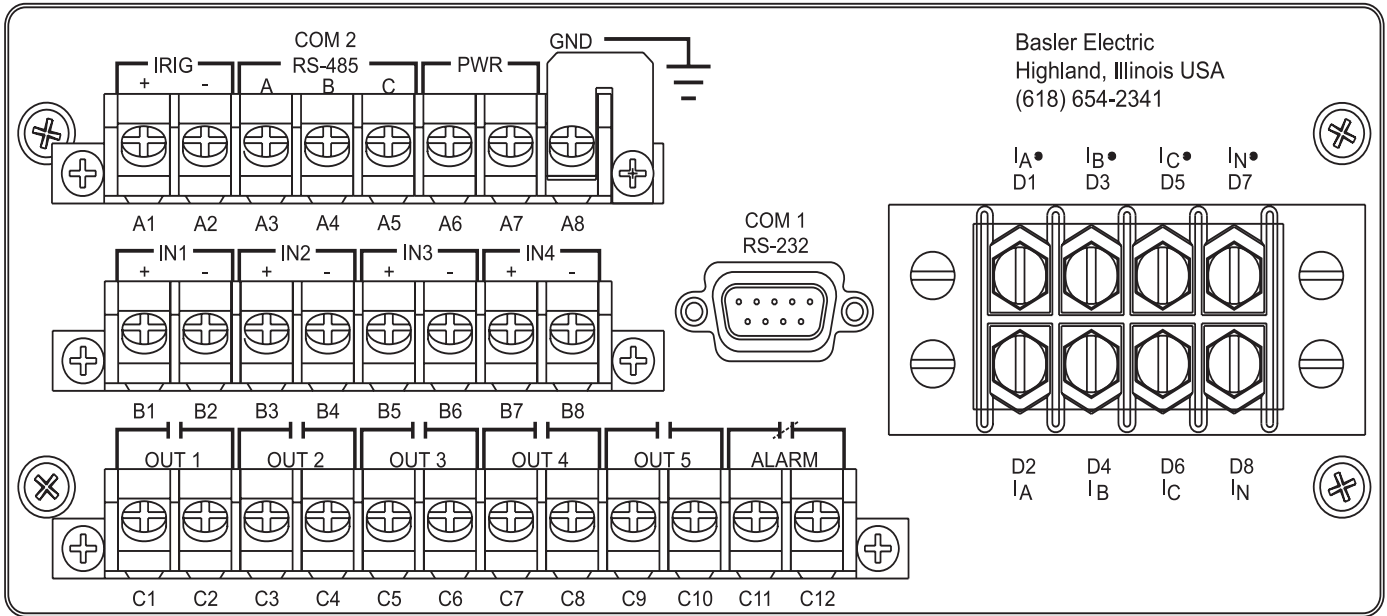 COM 2
GND
IRIG RS-485 PWR
+ - A B C
A1 A2 A3 A4 A5 A6 A7 A8
IN1 IN2 IN3 IN4
+ - + - + - + -
B1 B2 B3 B4 B5 B6 B7 B8
OUT 1 OUT 2 OUT 3 OUT 4 OUT 5 ALARM
C1 C2 C3 C4 C5 C6 C7 C8 C9 C10 C11 C12
COM 1
RS-232
Basler Electric
Highland, Illinois USA
(618) 654-2341
IA• IB• IC• IN•
D1 D3 D5 D7
D2 D4 D6 D8
IA IB IC IN